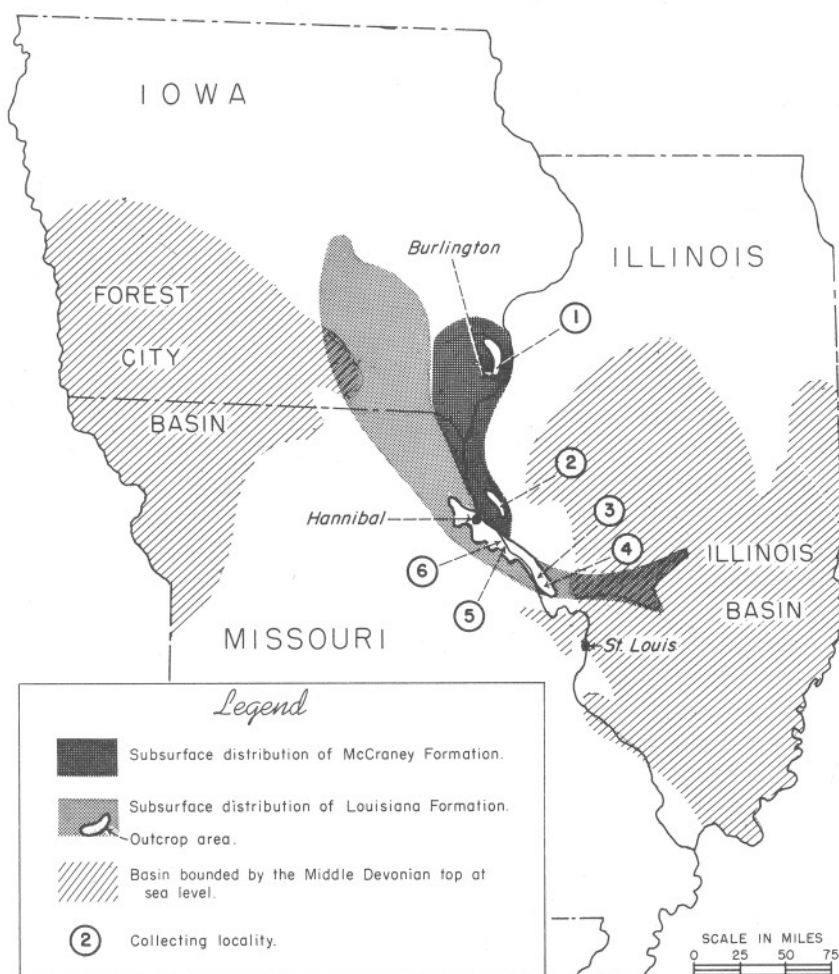 IOWA
Burlington
ILLINOIS
FOREST
CITY
BASIN
1
2
Hannibal
3
4
6
5
ILLINOIS
BASIN
MISSOURI
St. Louis
Legend
Subsurface distribution of McCraney Formation.
Subsurface distribution of Louisiana Formation.
Outcrop area.
Basin bounded by the Middle Devonian top at
sea level.
2 Collecting locality.
SCALE IN MILES
0 25 50 75